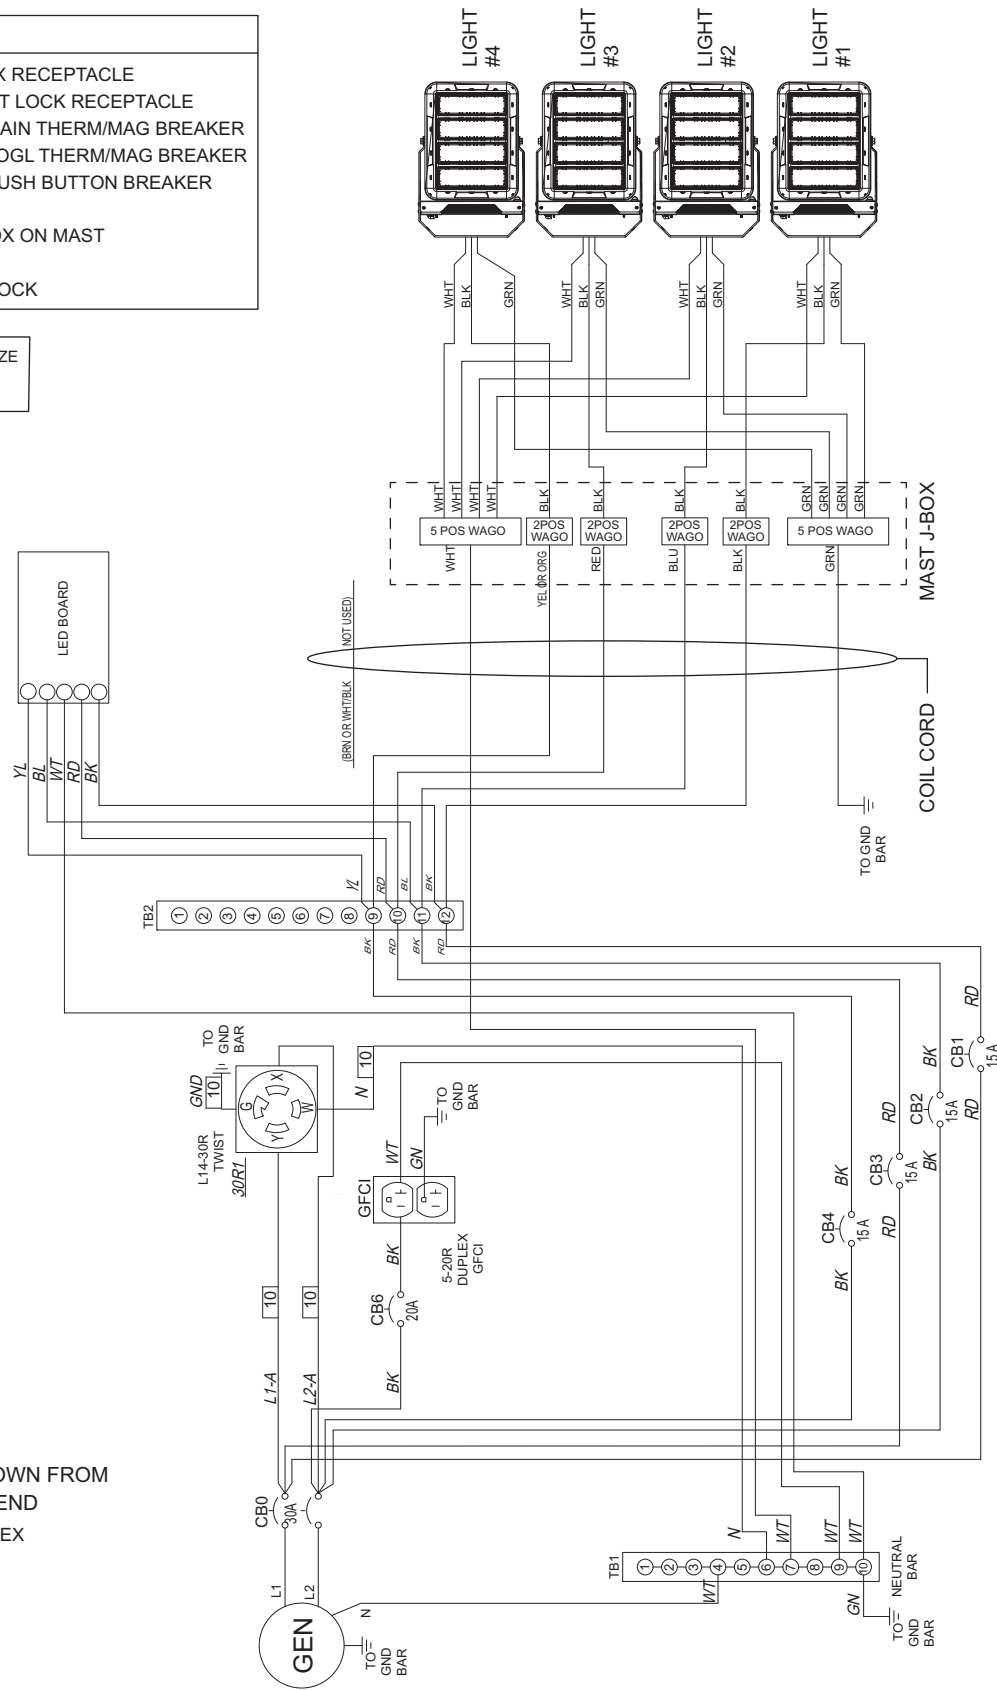 X RECEPTACLE
T LOCK RECEPTACLE
AIN THERM/MAG BREAKER
OGL THERM/MAG BREAKER
USH BUTTON BREAKER
OX ON MAST
OCK
ZE
LIGHT
#4
LIGHT
#3
LIGHT
#2
LIGHT
#1
WHT
BLK
GRN
WHT
BLK
GRN
WHT
BLK
GRN
WHT
BLK
GRN
WHT
WHT
WHT
WHT
BLK
BLK
BLK
BLK
GRN
GRN
GRN
GRN
5 POS WAGO
2POS
WAGO
2POS
WAGO
2POS
WAGO
2POS
WAGO
5 POS WAGO
WHT
YEL OR ORG
RED
BLU
BLK
GRN
MAST J-BOX
LED BOARD
(BRN OR WHT/BLK NOT USED)
COIL CORD
TO GND
BAR
YL
BL
WT
RD
BK
TB2
1
2
3
4
5
6
7
8
9
10
11
12
YL
RD
BL
BK
BK
RD
BK
RD
TO
GND
BAR
GND
10
G
X
Y
W
L14-30R
TWIST
30R1
N
10
WT
GN
TO
GND
BAR
GFCI
5-20R
DUPLEX
GFCI
BK
CB6
20A
BK
10
10
L1-A
L2-A
RD
CB1
15A
RD
BK
CB2
15A
BK
RD
CB3
15A
RD
BK
CB4
15A
BK
OWN FROM
END
EX
CB0
30A
L1
L2
GEN
N
TO
GND
BAR
TB1
1
2
3
4
5
6
7
8
9
10
N
WT
WT
WT
WT
GN
NEUTRAL
BAR
TO
GND
BAR